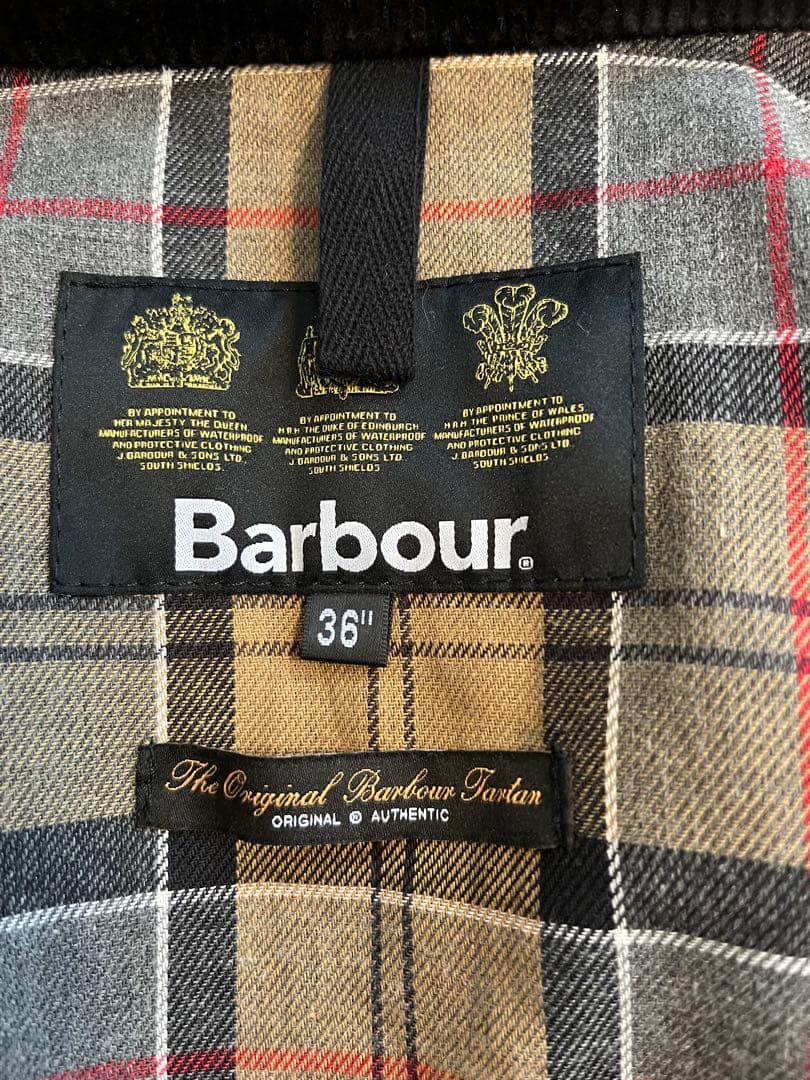 BY APPOINTMENT TO
HER MAJESTY THE QUEEN
MANUFACTURERS OF WATERPROOF
AND PROTECTIVE CLOTHING
J. BARBOUR & SONS LTD.
SOUTH SHIELDS.
BY APPOINTMENT TO
H.R.H. THE DUKE OF EDINBURGH
MANUFACTURERS OF WATERPROOF
AND PROTECTIVE CLOTHING
J. BARBOUR & SONS LTD.
SOUTH SHIELDS
BY APPOINTMENT TO
H.R.H. THE PRINCE OF WALES
MANUFACTURERS OF WATERPROOF
AND PROTECTIVE CLOTHING
J. BARBOUR & SONS LTD.
SOUTH SHIELDS.
Barbour®
36"
The Original Barbour Tartan
ORIGINAL ® AUTHENTIC